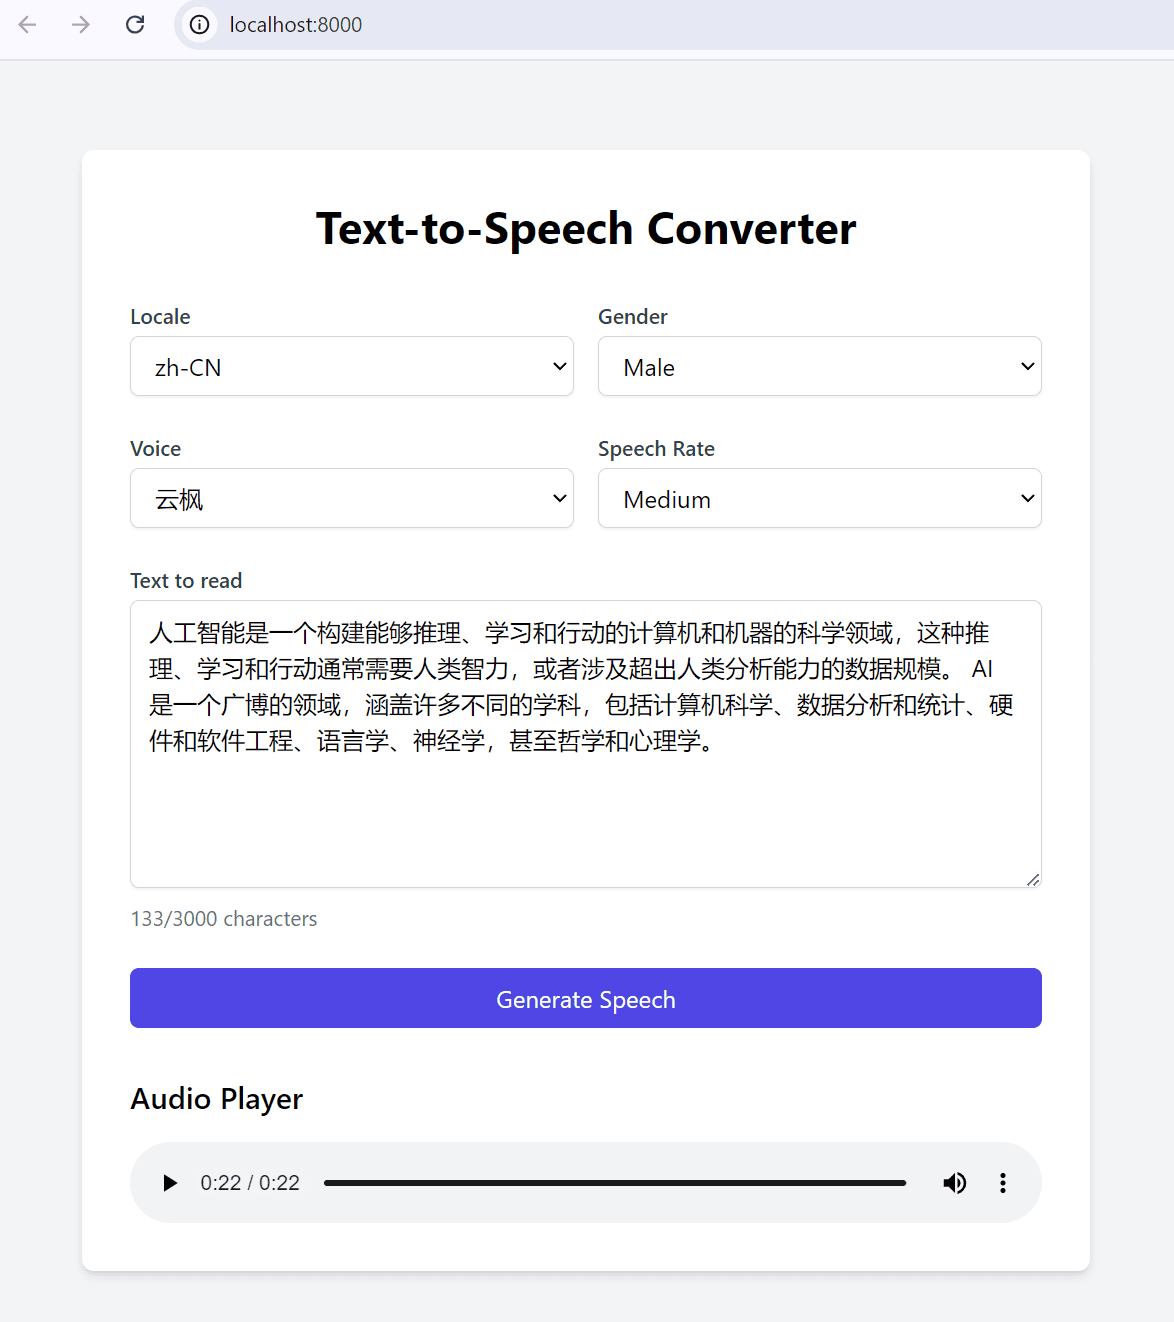 localhost:8000
Text-to-Speech Converter
Locale
Gender
zh-CN
Male
Voice
Speech Rate
云枫
Medium
Text to read
人工智能是一个构建能够推理、学习和行动的计算机和机器的科学领域，这种推
理、学习和行动通常需要人类智力，或者涉及超出人类分析能力的数据规模。 AI
是一个广博的领域，涵盖许多不同的学科，包括计算机科学、数据分析和统计、硬
件和软件工程、语言学、神经学，甚至哲学和心理学。
133/3000 characters
Generate Speech
Audio Player
0:22 / 0:22